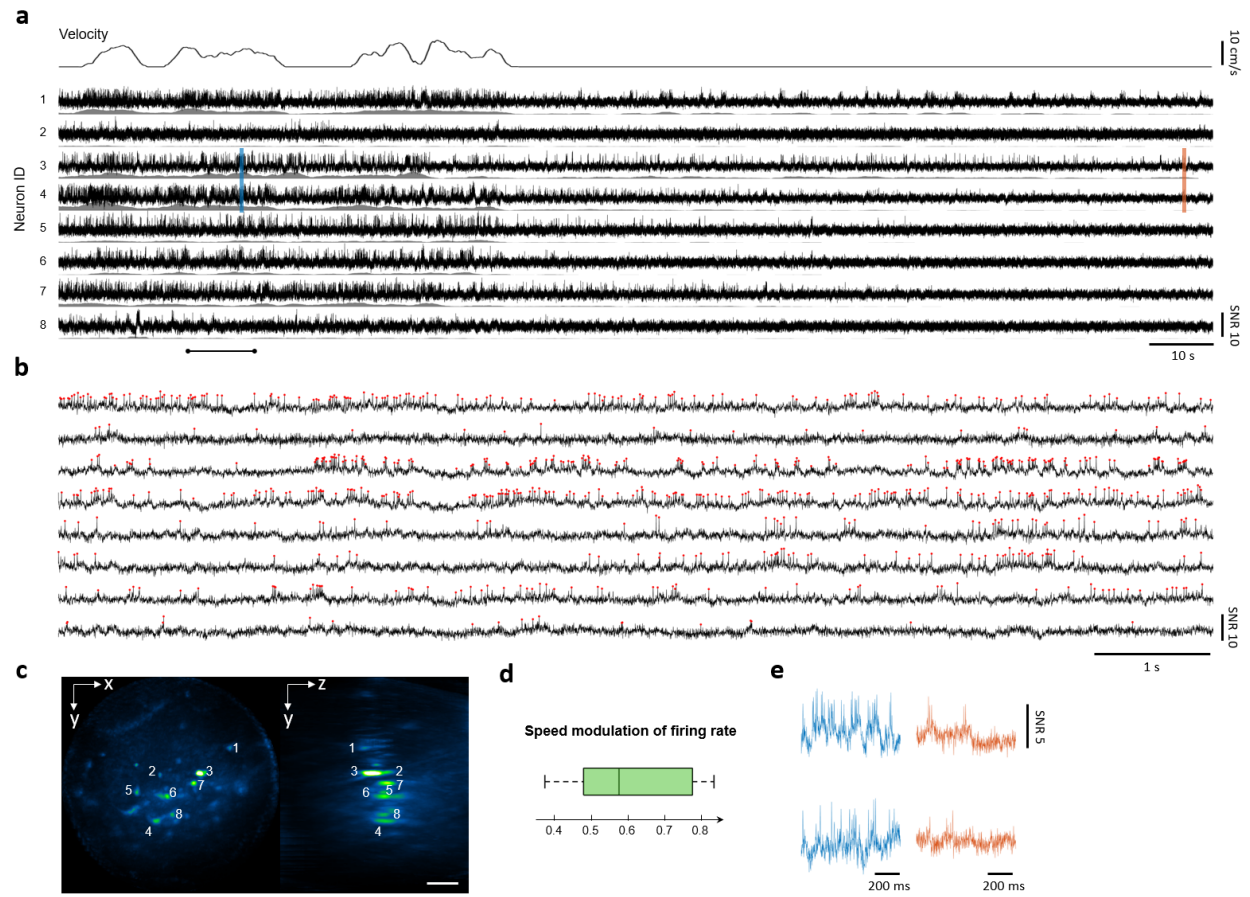 a
Velocity
10 cm/s
Neuron ID
1
2
3
4
5
6
7
8
SNR 10
10 s
b
SNR 10
1 s
c
x
y
z
y
1
2
3
7
5
6
8
4
1
3
2
7
6
5
8
4
d
Speed modulation of firing rate
0.4 0.5 0.6 0.7 0.8
e
SNR 5
200 ms 200 ms